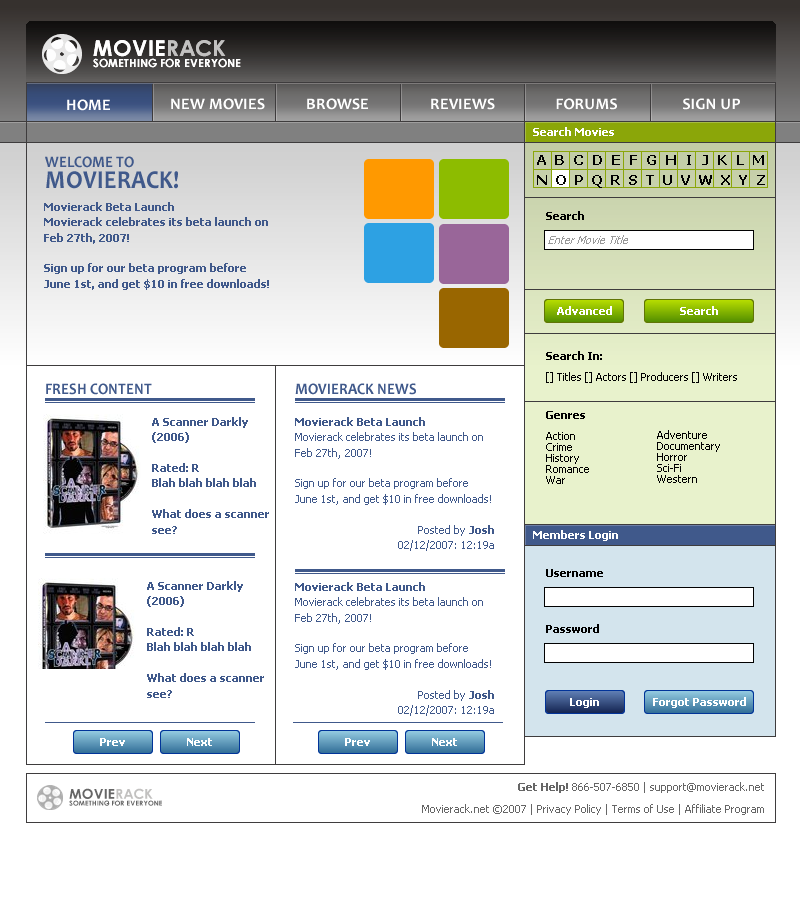 MOVIERACK
SOMETHING FOR EVERYONE
HOME
NEW MOVIES
BROWSE
REVIEWS
FORUMS
SIGN UP
WELCOME TO
MOVIERACK!
Movierack Beta Launch
Movierack celebrates its beta launch on
Feb 27th, 2007!
Sign up for our beta program before
June 1st, and get $10 in free downloads!
Search Movies
A B C D E F G H I J K L M
N O P Q R S T U V W X Y Z
Search
Enter Movie Title
Advanced
Search
Search In:
[] Titles [] Actors [] Producers [] Writers
Genres
Action
Crime
History
Romance
War
Adventure
Documentary
Horror
Sci-Fi
Western
FRESH CONTENT
A Scanner Darkly
(2006)
Rated: R
Blah blah blah blah
What does a scanner
see?
A SCANNER
DARKLY
A Scanner Darkly
(2006)
Rated: R
Blah blah blah blah
What does a scanner
see?
A SCANNER
DARKLY
Prev
Next
MOVIERACK NEWS
Movierack Beta Launch
Movierack celebrates its beta launch on
Feb 27th, 2007!
Sign up for our beta program before
June 1st, and get $10 in free downloads!
Posted by Josh
02/12/2007: 12:19a
Movierack Beta Launch
Movierack celebrates its beta launch on
Feb 27th, 2007!
Sign up for our beta program before
June 1st, and get $10 in free downloads!
Posted by Josh
02/12/2007: 12:19a
Prev
Next
Members Login
Username
Password
Login
Forgot Password
MOVIERACK
SOMETHING FOR EVERYONE
Get Help! 866-507-6850 | support@movierack.net
Movierack.net ©2007 | Privacy Policy | Terms of Use | Affiliate Program